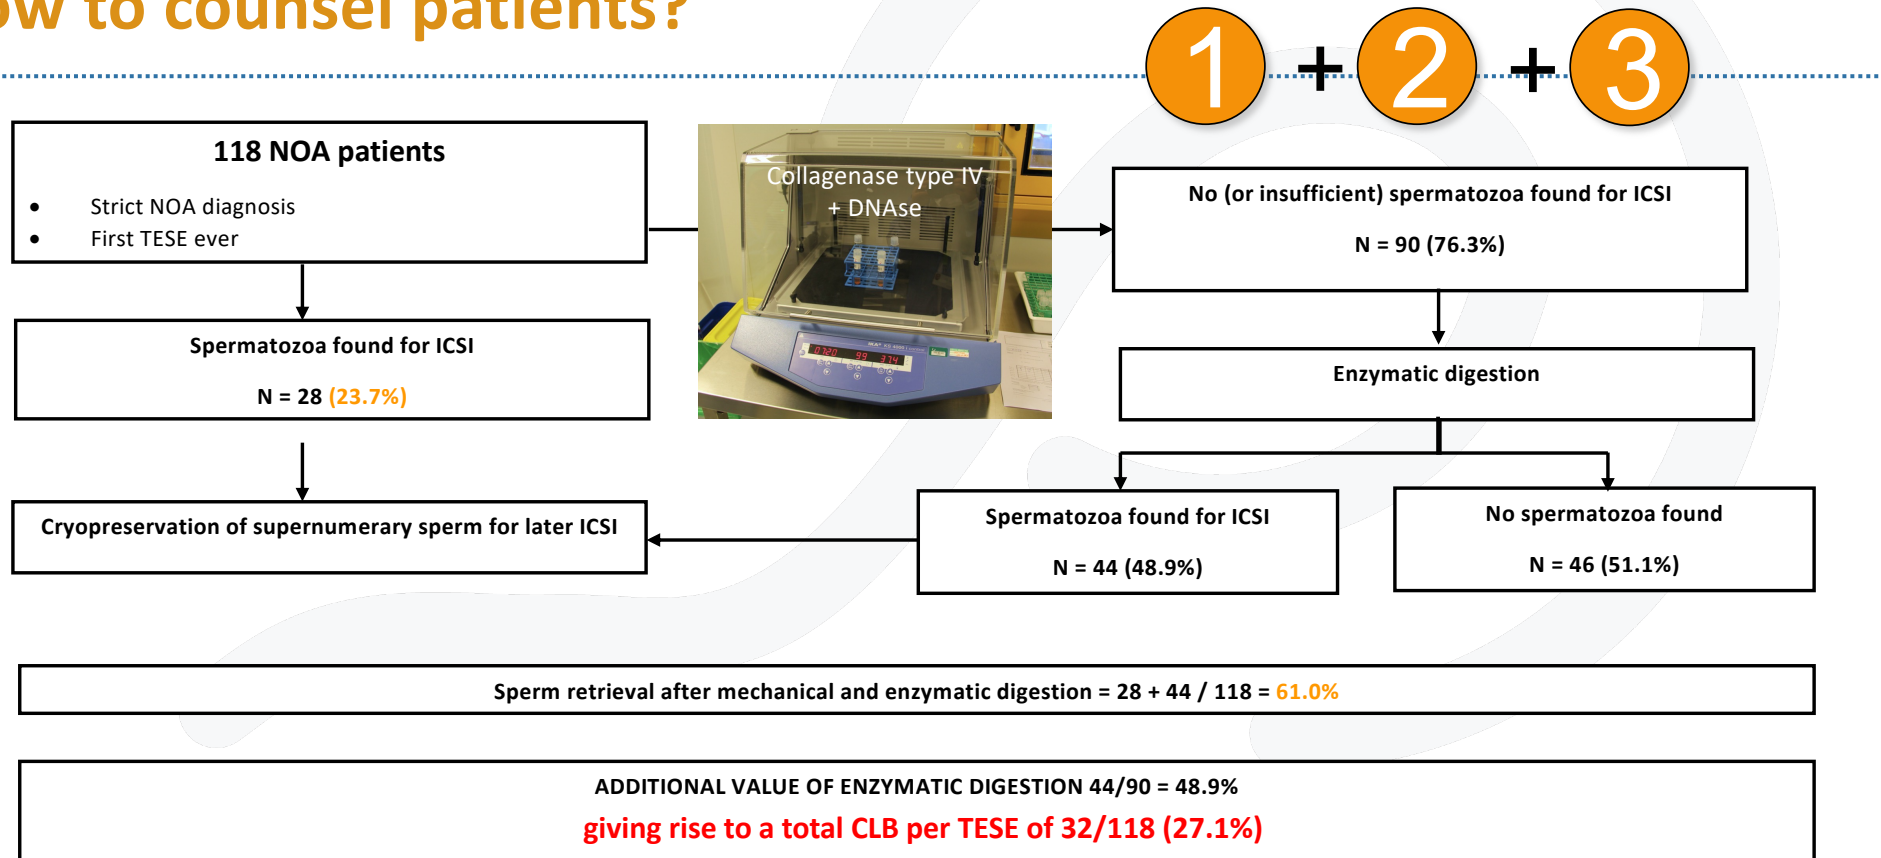 ow to counsel patients?
1 + 2 + 3
118 NOA patients
• Strict NOA diagnosis
• First TESE ever
Collagenase type IV
+ DNAse
No (or insufficient) spermatozoa found for ICSI
N = 90 (76.3%)
Spermatozoa found for ICSI
N = 28 (23.7%)
Enzymatic digestion
Cryopreservation of supernumerary sperm for later ICSI
Spermatozoa found for ICSI
N = 44 (48.9%)
No spermatozoa found
N = 46 (51.1%)
Sperm retrieval after mechanical and enzymatic digestion = 28 + 44 / 118 = 61.0%
ADDITIONAL VALUE OF ENZYMATIC DIGESTION 44/90 = 48.9%
giving rise to a total CLB per TESE of 32/118 (27.1%)